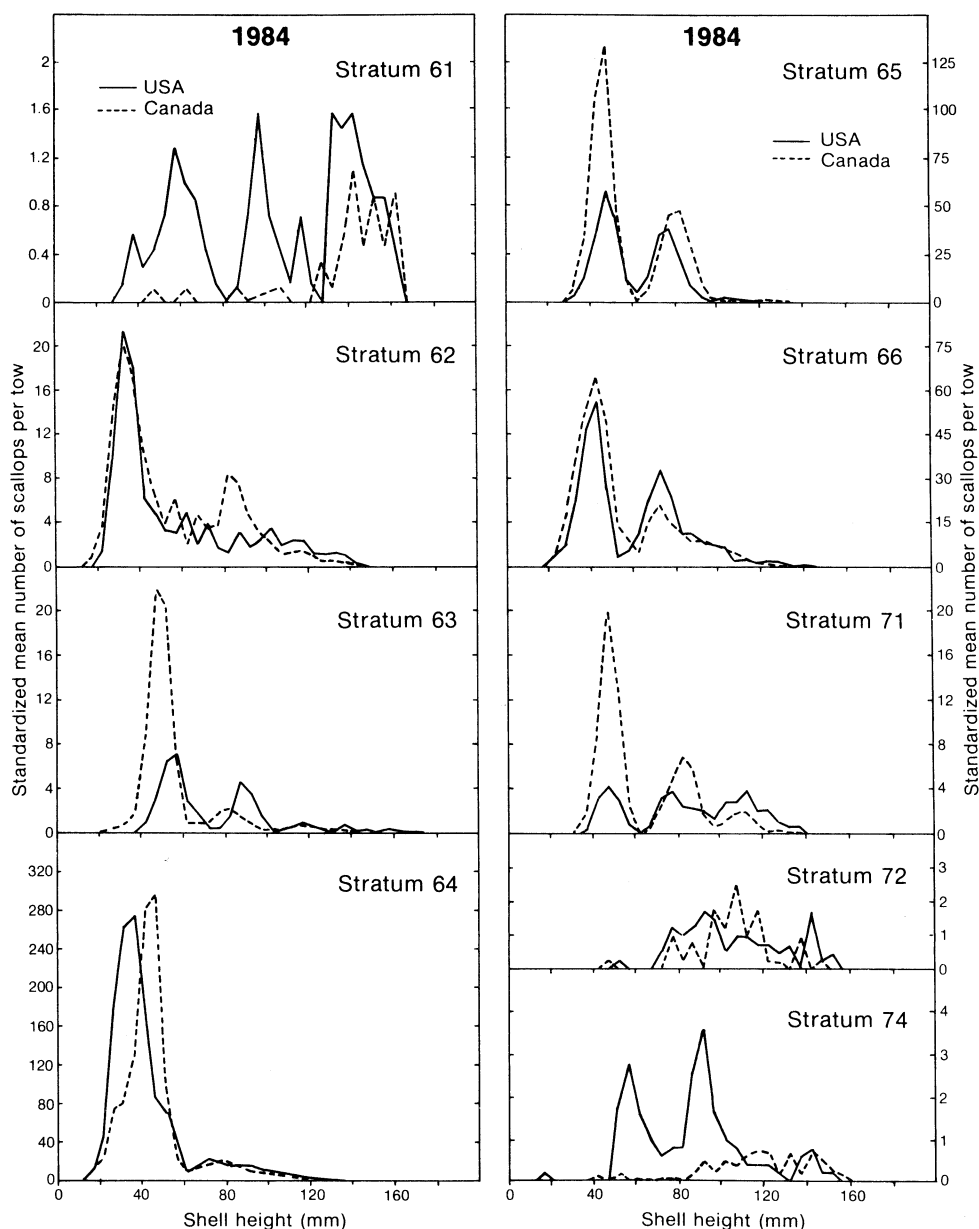 1984
Stratum 61
USA
Canada
2
1.6
1.2
0.8
0.4
0
Stratum 62
20
16
12
8
4
0
Stratum 63
20
16
12
8
4
0
Stratum 64
320
280
240
200
160
120
80
40
0
0 40 80 120 160
Shell height (mm)
Standardized mean number of scallops per tow
1984
Stratum 65
USA
Canada
125
100
75
50
25
0
Stratum 66
75
60
45
30
15
0
Stratum 71
20
16
12
8
4
0
Stratum 72
3
2
1
0
Stratum 74
4
3
2
1
0
0 40 80 120 160
Shell height (mm)
Standardized mean number of scallops per tow